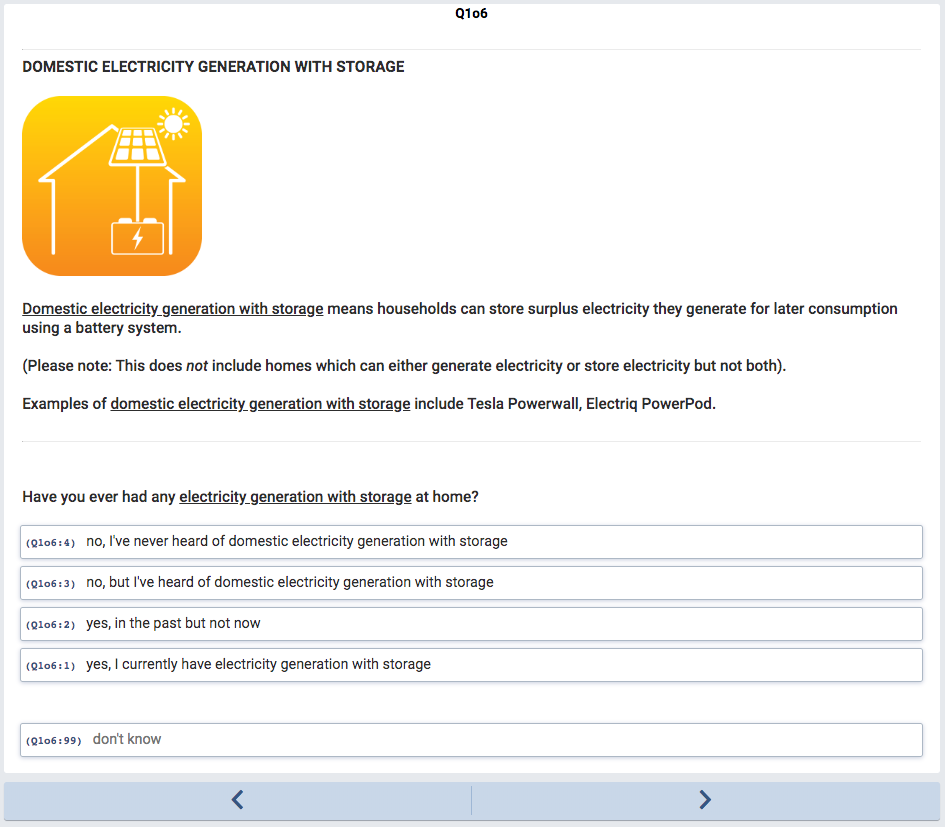 Q1o6
DOMESTIC ELECTRICITY GENERATION WITH STORAGE
Domestic electricity generation with storage means households can store surplus electricity they generate for later consumption
using a battery system.
(Please note: This does not include homes which can either generate electricity or store electricity but not both).
Examples of domestic electricity generation with storage include Tesla Powerwall, Electriq PowerPod.
Have you ever had any electricity generation with storage at home?
(Q1o6:4) no, I've never heard of domestic electricity generation with storage
(Q1o6:3) no, but I've heard of domestic electricity generation with storage
(Q1o6:2) yes, in the past but not now
(Q1o6:1) yes, I currently have electricity generation with storage
(Q1o6:99) don't know